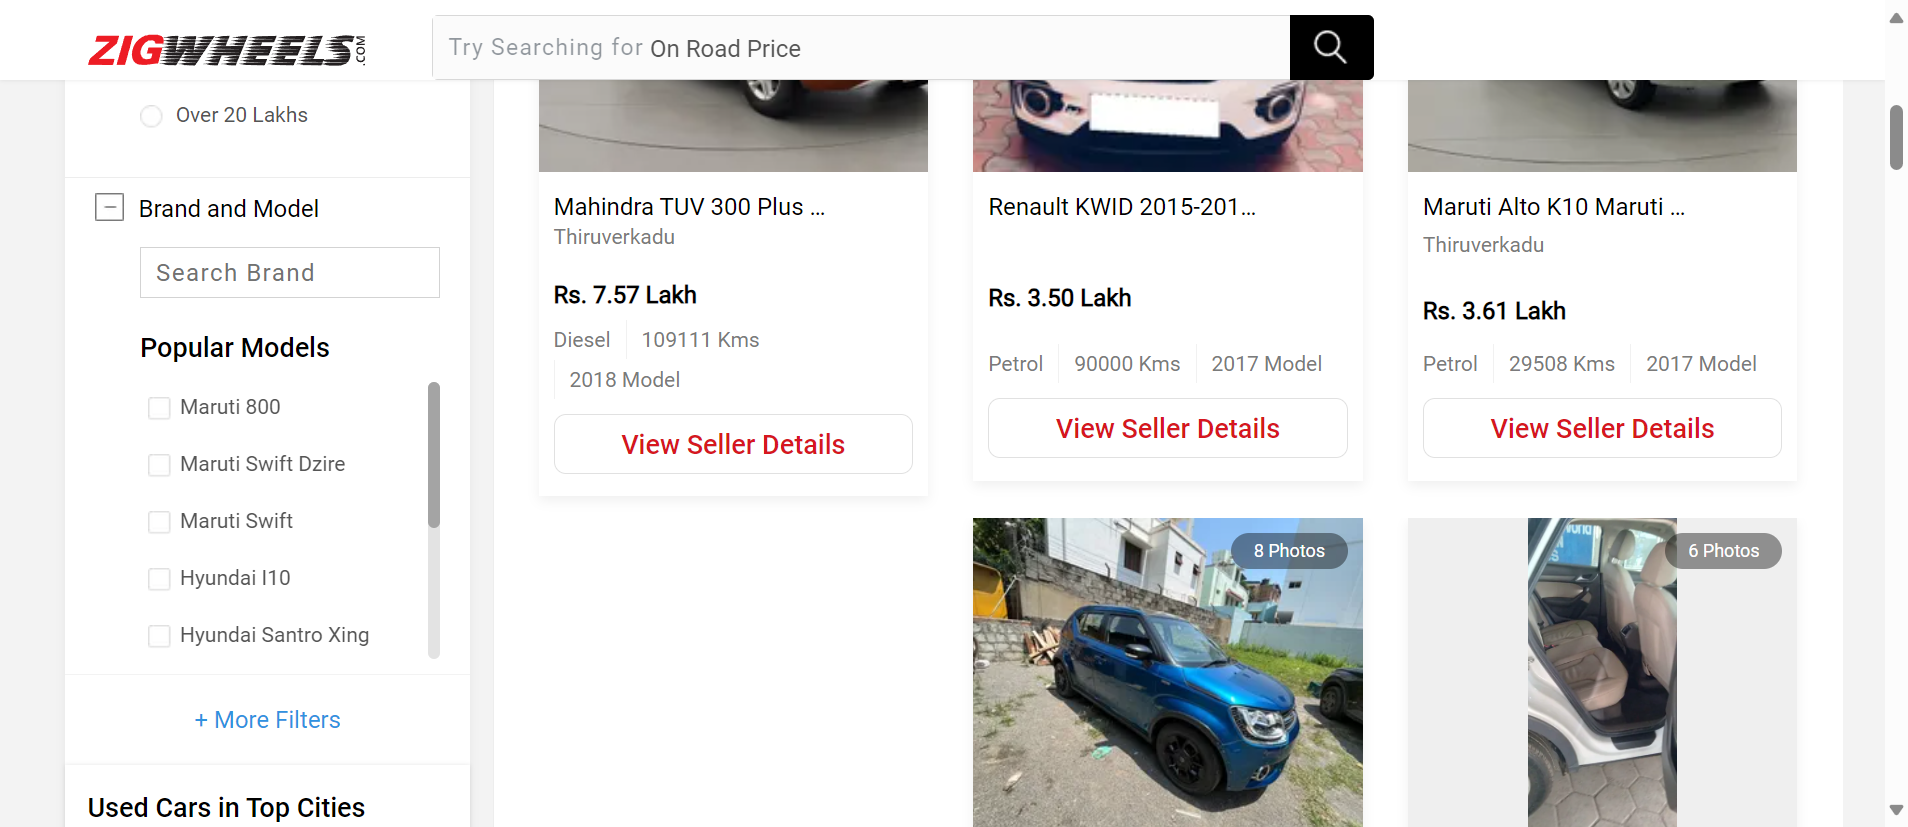 ZIGWHEELS.COM
Try Searching for On Road Price
Over 20 Lakhs
Brand and Model
Search Brand
Popular Models
Maruti 800
Maruti Swift Dzire
Maruti Swift
Hyundai I10
Hyundai Santro Xing
+ More Filters
Used Cars in Top Cities
Mahindra TUV 300 Plus ...
Thiruverkadu
Rs. 7.57 Lakh
Diesel 109111 Kms
2018 Model
View Seller Details
Renault KWID 2015-201...
Rs. 3.50 Lakh
Petrol 90000 Kms 2017 Model
View Seller Details
Maruti Alto K10 Maruti ...
Thiruverkadu
Rs. 3.61 Lakh
Petrol 29508 Kms 2017 Model
View Seller Details
8 Photos
6 Photos